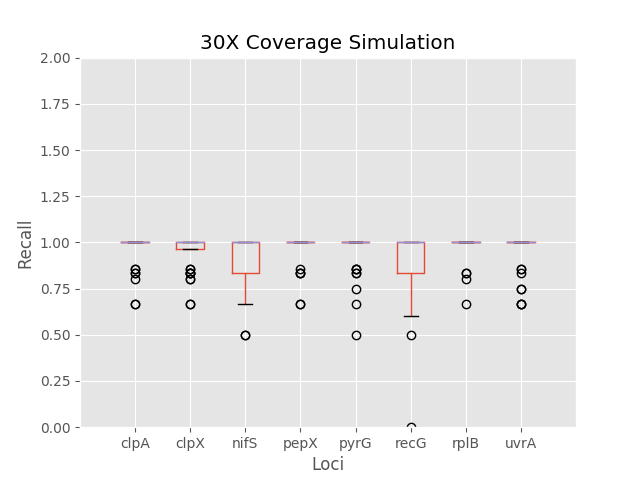 30X Coverage Simulation
2.00
1.75
1.50
1.25
1.00
0.75
0.50
0.25
0.00
Recall
clpA clpX nifS pepX pyrG recG rplB uvrA
Loci